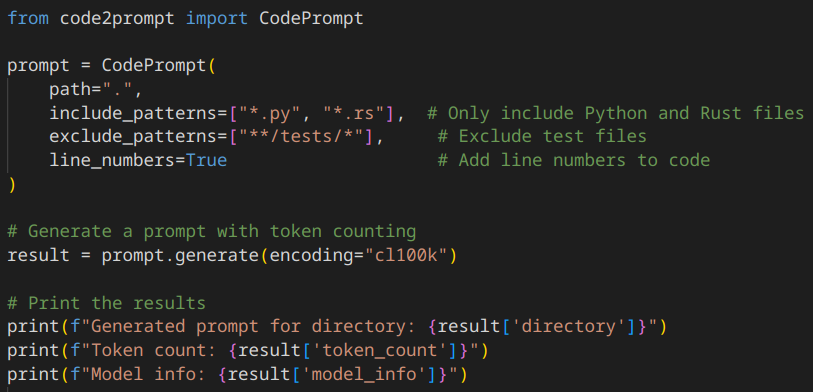 from code2prompt import CodePrompt
prompt = CodePrompt(
path=".",
include_patterns=["*.py", "*.rs"],  # Only include Python and Rust files
exclude_patterns=["**/tests/*"],     # Exclude test files
line_numbers=True                    # Add line numbers to code
)
# Generate a prompt with token counting
result = prompt.generate(encoding="cl100k")
# Print the results
print(f"Generated prompt for directory: {result['directory']}")
print(f"Token count: {result['token_count']}")
print(f"Model info: {result['model_info']}")